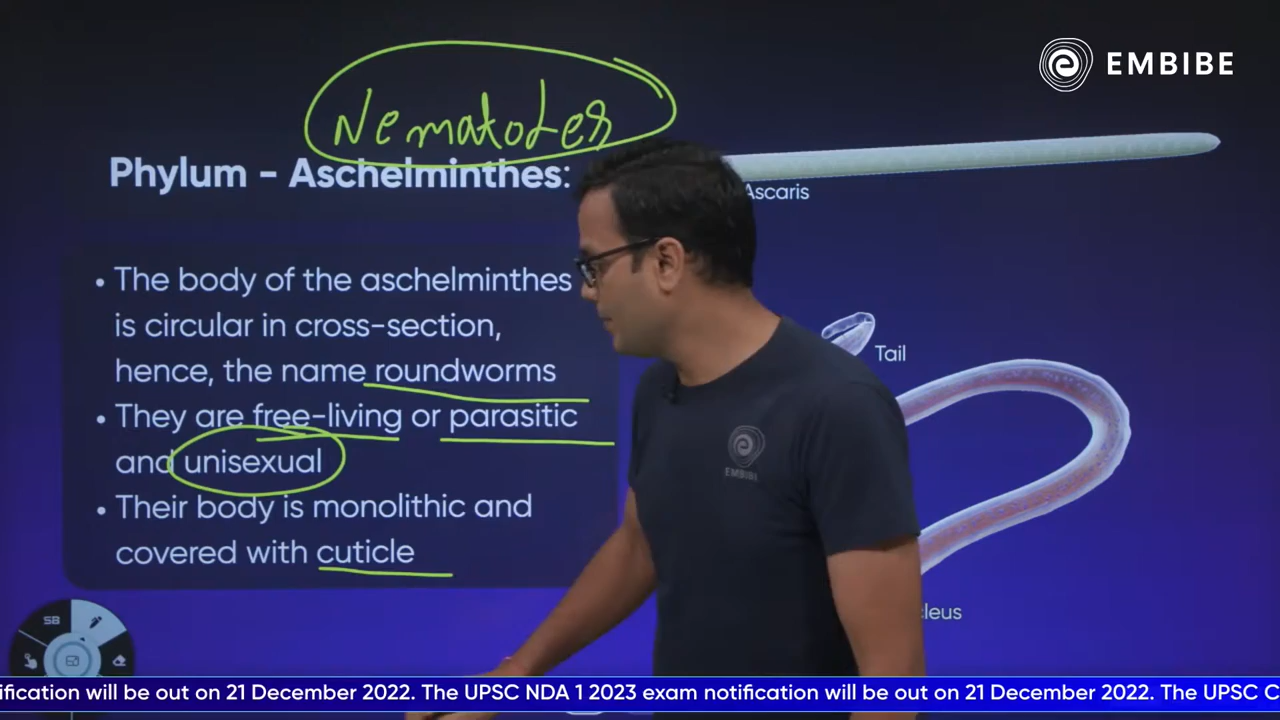 EMBIBE
Nematodes
Phylum - Aschelminthes:
Ascaris
• The body of the aschelminthes
is circular in cross-section,
hence, the name roundworms
• They are free-living or parasitic
and unisexual
• Their body is monolithic and
covered with cuticle
Tail
EMBIBE
cleus
SB
ification will be out on 21 December 2022. The UPSC NDA 1 2023 exam notification will be out on 21 December 2022. The UPSC C